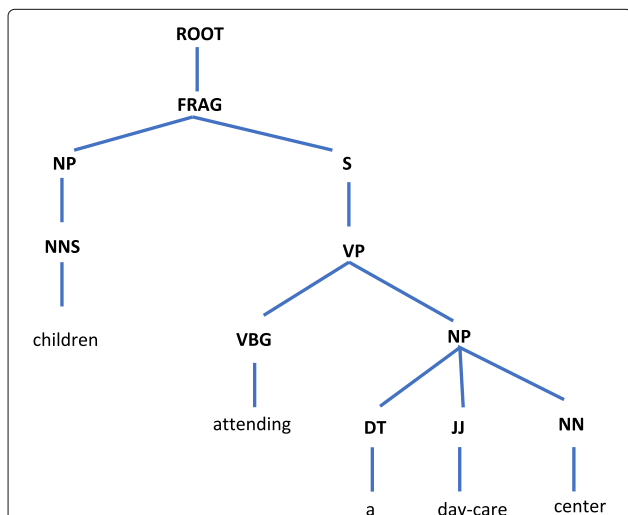 ROOT
FRAG
NP S
NNS VP
children VBG NP
attending DT JJ NN
a day-care center